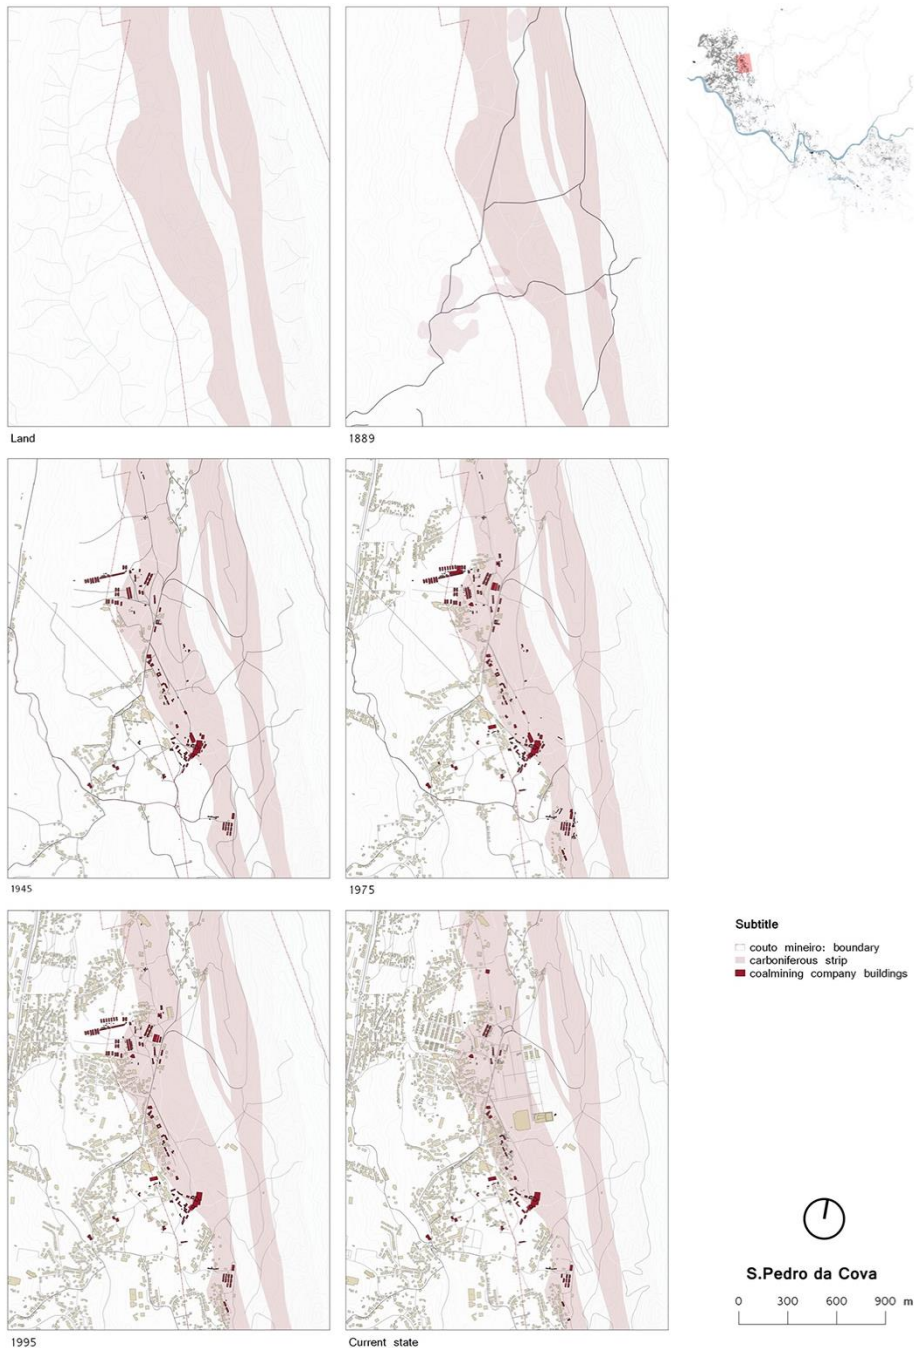 Land
1889
1945
1975
1995
Current state
Subtitle
couto mineiro: boundary
carboniferous strip
coalmining company buildings
S.Pedro da Cova
0 300 600 900 m